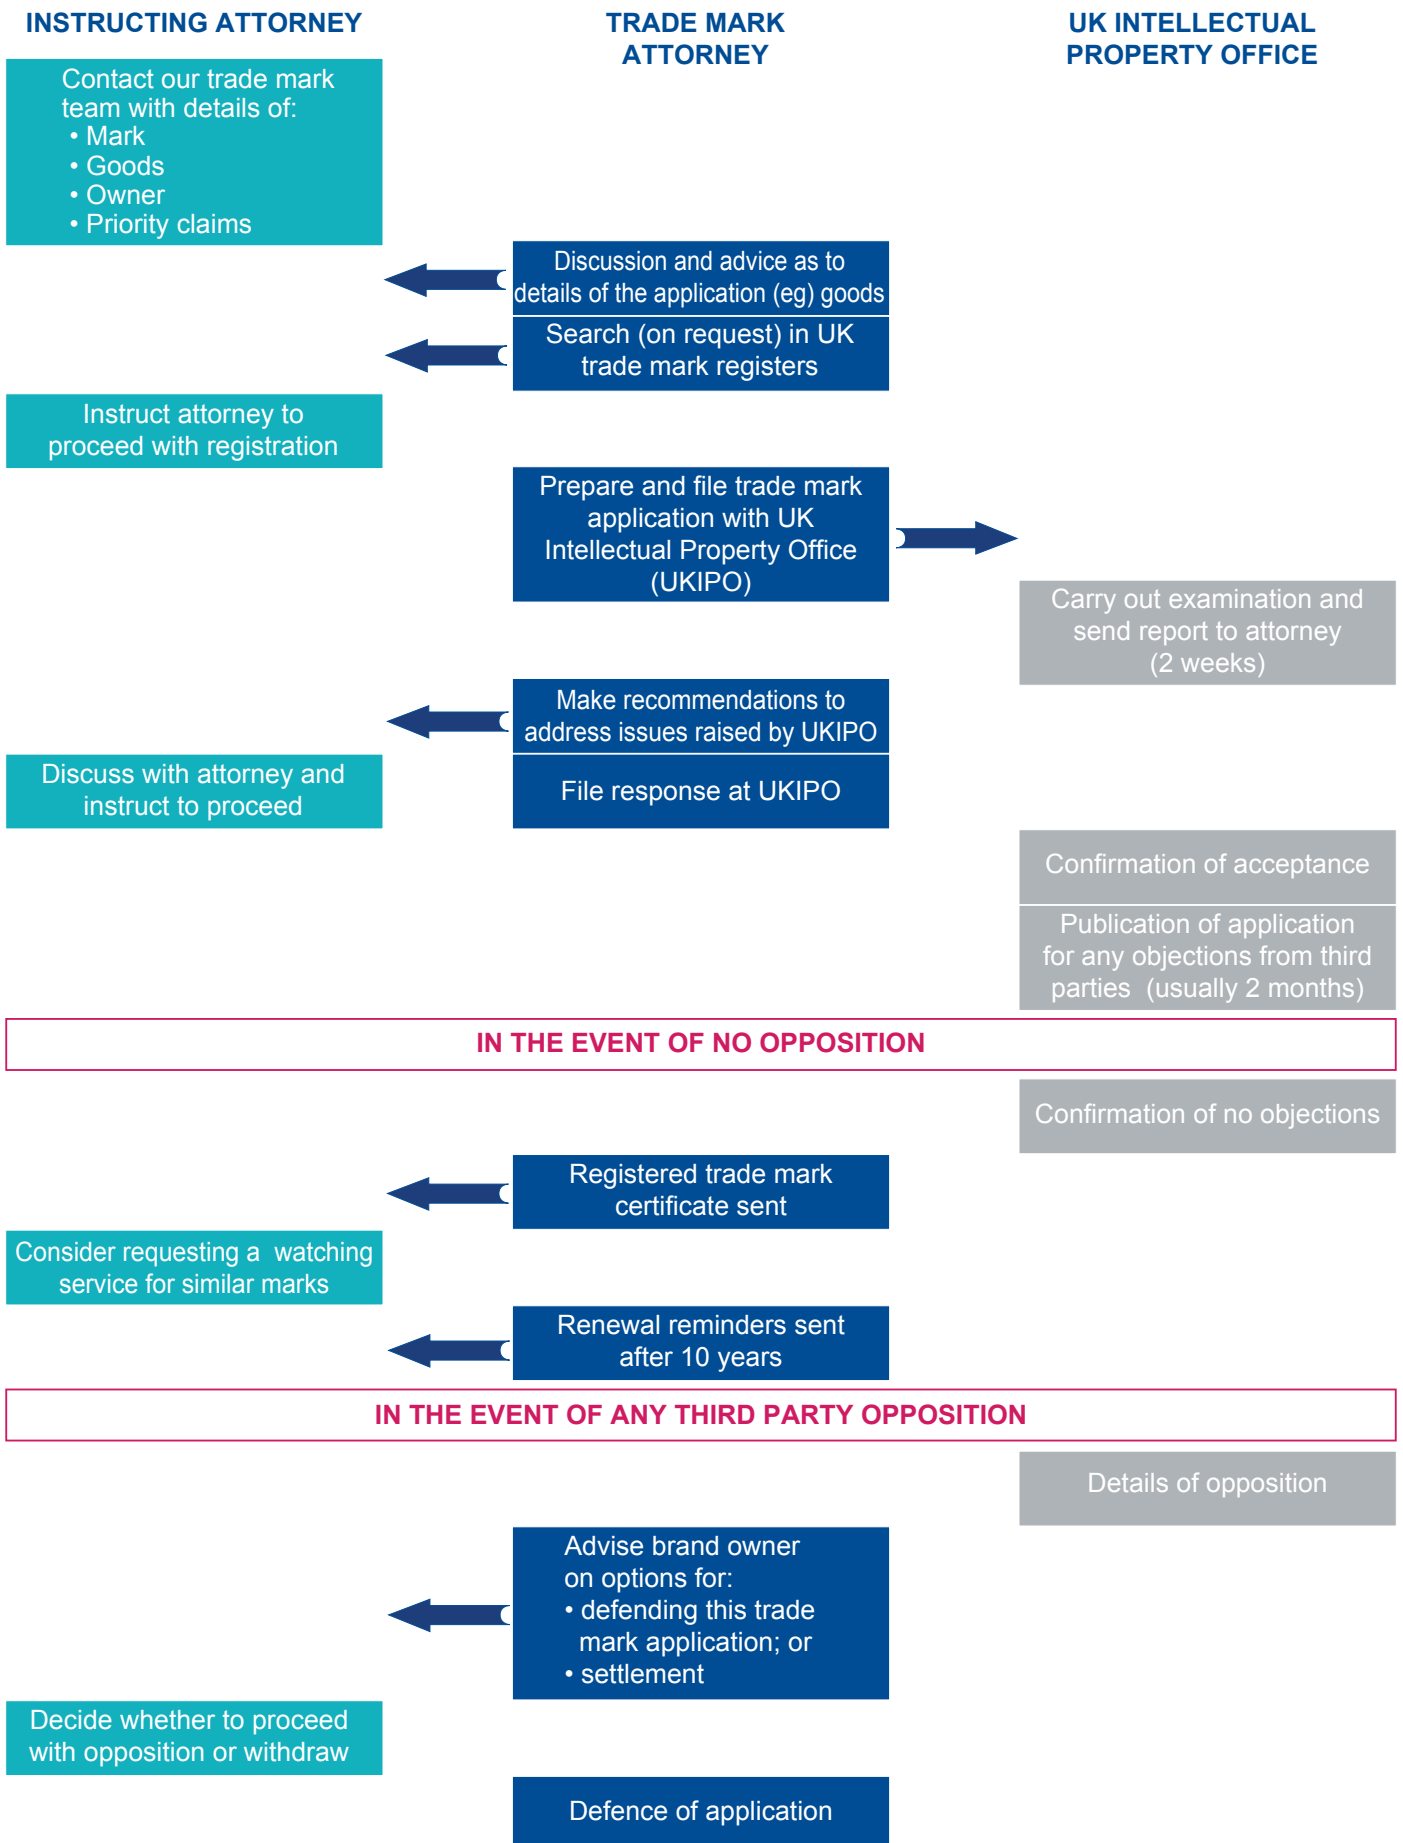 INSTRUCTING ATTORNEY
TRADE MARK
ATTORNEY
UK INTELLECTUAL
PROPERTY OFFICE
Contact our trade mark
team with details of:
• Mark
• Goods
• Owner
• Priority claims
Discussion and advice as to
details of the application (eg) goods
Search (on request) in UK
trade mark registers
Instruct attorney to
proceed with registration
Prepare and file trade mark
application with UK
Intellectual Property Office
(UKIPO)
Carry out examination and
send report to attorney
(2 weeks)
Make recommendations to
address issues raised by UKIPO
Discuss with attorney and
instruct to proceed
File response at UKIPO
Confirmation of acceptance
Publication of application
for any objections from third
parties (usually 2 months)
IN THE EVENT OF NO OPPOSITION
Confirmation of no objections
Registered trade mark
certificate sent
Consider requesting a watching
service for similar marks
Renewal reminders sent
after 10 years
IN THE EVENT OF ANY THIRD PARTY OPPOSITION
Details of opposition
Advise brand owner
on options for:
• defending this trade
mark application; or
• settlement
Decide whether to proceed
with opposition or withdraw
Defence of application